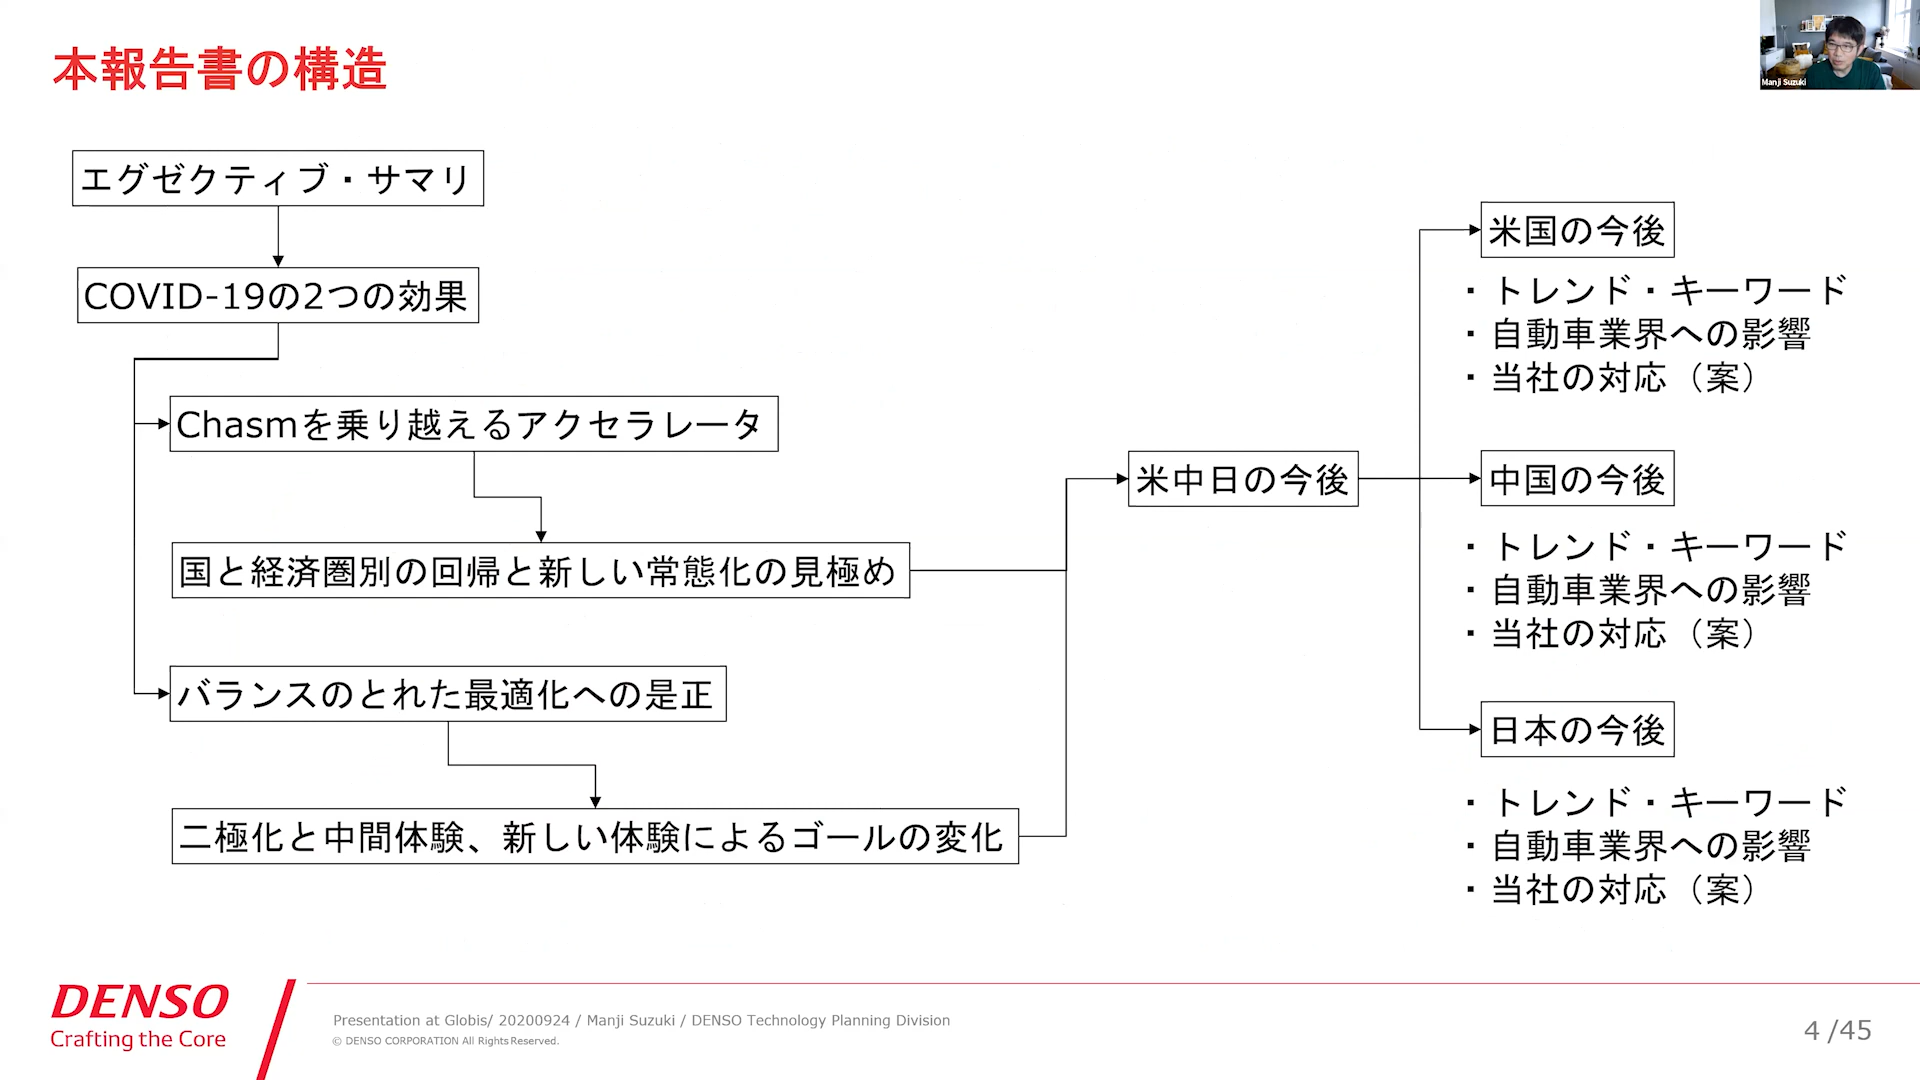 本報告書の構造
Manji Suzuki
エグゼクティブ・サマリ
COVID-19の2つの効果
Chasmを乗り越えるアクセラレータ
国と経済圏別の回帰と新しい常態化の見極め
バランスのとれた最適化への是正
二極化と中間体験、新しい体験によるゴールの変化
米中日の今後
米国の今後
・トレンド・キーワード
・自動車業界への影響
・当社の対応（案）
中国の今後
・トレンド・キーワード
・自動車業界への影響
・当社の対応（案）
日本の今後
・トレンド・キーワード
・自動車業界への影響
・当社の対応（案）
DENSO
Crafting the Core
Presentation at Globis/ 20200924 / Manji Suzuki / DENSO Technology Planning Division
© DENSO CORPORATION All Rights Reserved.
4 /45